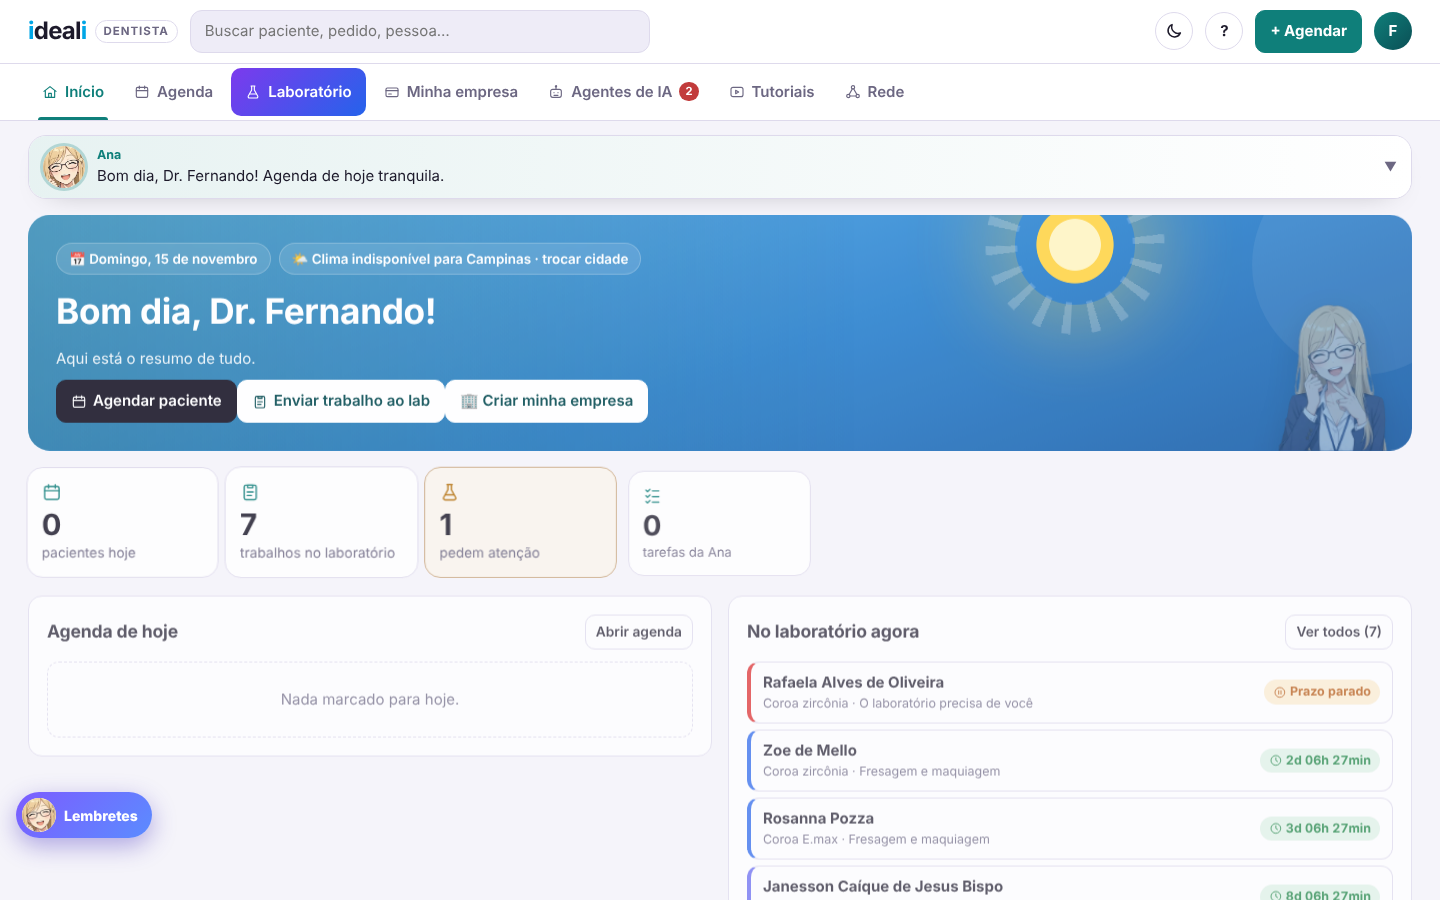 ideali DENTISTA Buscar paciente, pedido, pessoa... ? + Agendar F
Início Agenda Laboratório Minha empresa Agentes de IA 2 Tutoriais Rede
Ana
Bom dia, Dr. Fernando! Agenda de hoje tranquila.
Domingo, 15 de novembro Clima indisponível para Campinas · trocar cidade
Bom dia, Dr. Fernando!
Aqui está o resumo de tudo.
Agendar paciente Enviar trabalho ao lab Criar minha empresa
0 7 1 0
pacientes hoje trabalhos no laboratório pedem atenção tarefas da Ana
Agenda de hoje Abrir agenda
Nada marcado para hoje.
No laboratório agora Ver todos (7)
Rafaela Alves de Oliveira
Coroa zircônia · O laboratório precisa de você
Prazo parado
Zoe de Mello
Coroa zircônia · Fresagem e maquiagem
2d 06h 27min
Rosanna Pozza
Coroa E.max · Fresagem e maquiagem
3d 06h 27min
Janesson Caíque de Jesus Bispo
8d 06h 27min
Lembretes